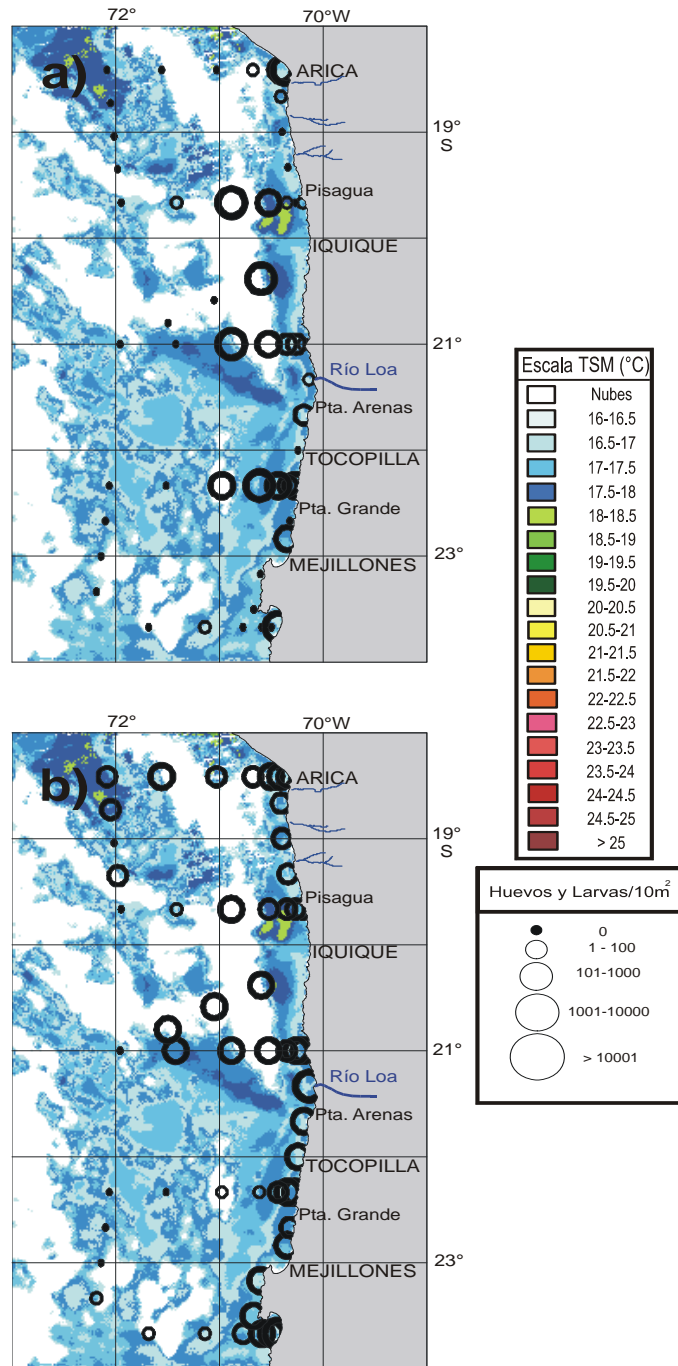 72°
70°W
a)
ARICA
19°
S
Pisagua
IQUIQUE
21°
Río Loa
Pta. Arenas
TOCOPILLA
Pta. Grande
23°
MEJILLONES
Escala TSM (°C)
Nubes
16-16.5
16.5-17
17-17.5
17.5-18
18-18.5
18.5-19
19-19.5
19.5-20
20-20.5
20.5-21
21-21.5
21.5-22
22-22.5
22.5-23
23-23.5
23.5-24
24-24.5
24.5-25
> 25
Huevos y Larvas/10m²
0
1 - 100
101-1000
1001-10000
> 10001
72°
70°W
b)
ARICA
19°
S
Pisagua
IQUIQUE
21°
Río Loa
Pta. Arenas
TOCOPILLA
Pta. Grande
23°
MEJILLONES